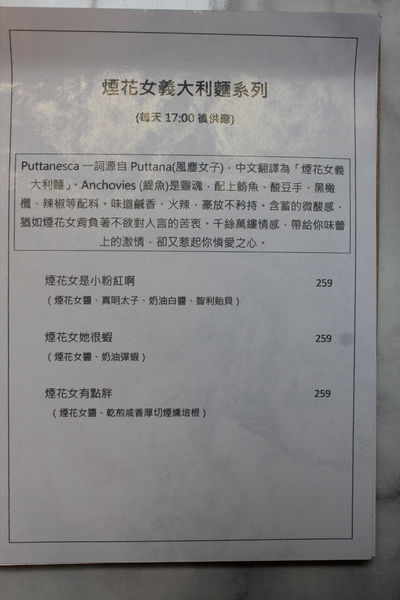 煙花女義大利麵系列
(每天 17:00 後供應)
Puttanesca 一詞源自 Puttana(風塵女子)，中文翻譯為「煙花女義
大利麵」。Anchovies (鯷魚)是靈魂，配上鮪魚、酸豆手、黑橄
欖、辣椒等配料。味道鹹香、火辣，豪放不矜持。含蓄的微酸感，
猶如煙花女背負著不欲對人言的苦衷。千絲萬縷情感，帶給你味蕾
上的激情，卻又惹起你憐愛之心。
煙花女是小粉紅啊 259
（煙花女醬、真明太子、奶油白醬、智利貽貝）
煙花女她很蝦 259
（煙花女醬、奶油彈蝦）
煙花女有點胖 259
（煙花女醬、乾煎咸香厚切煙燻培根）